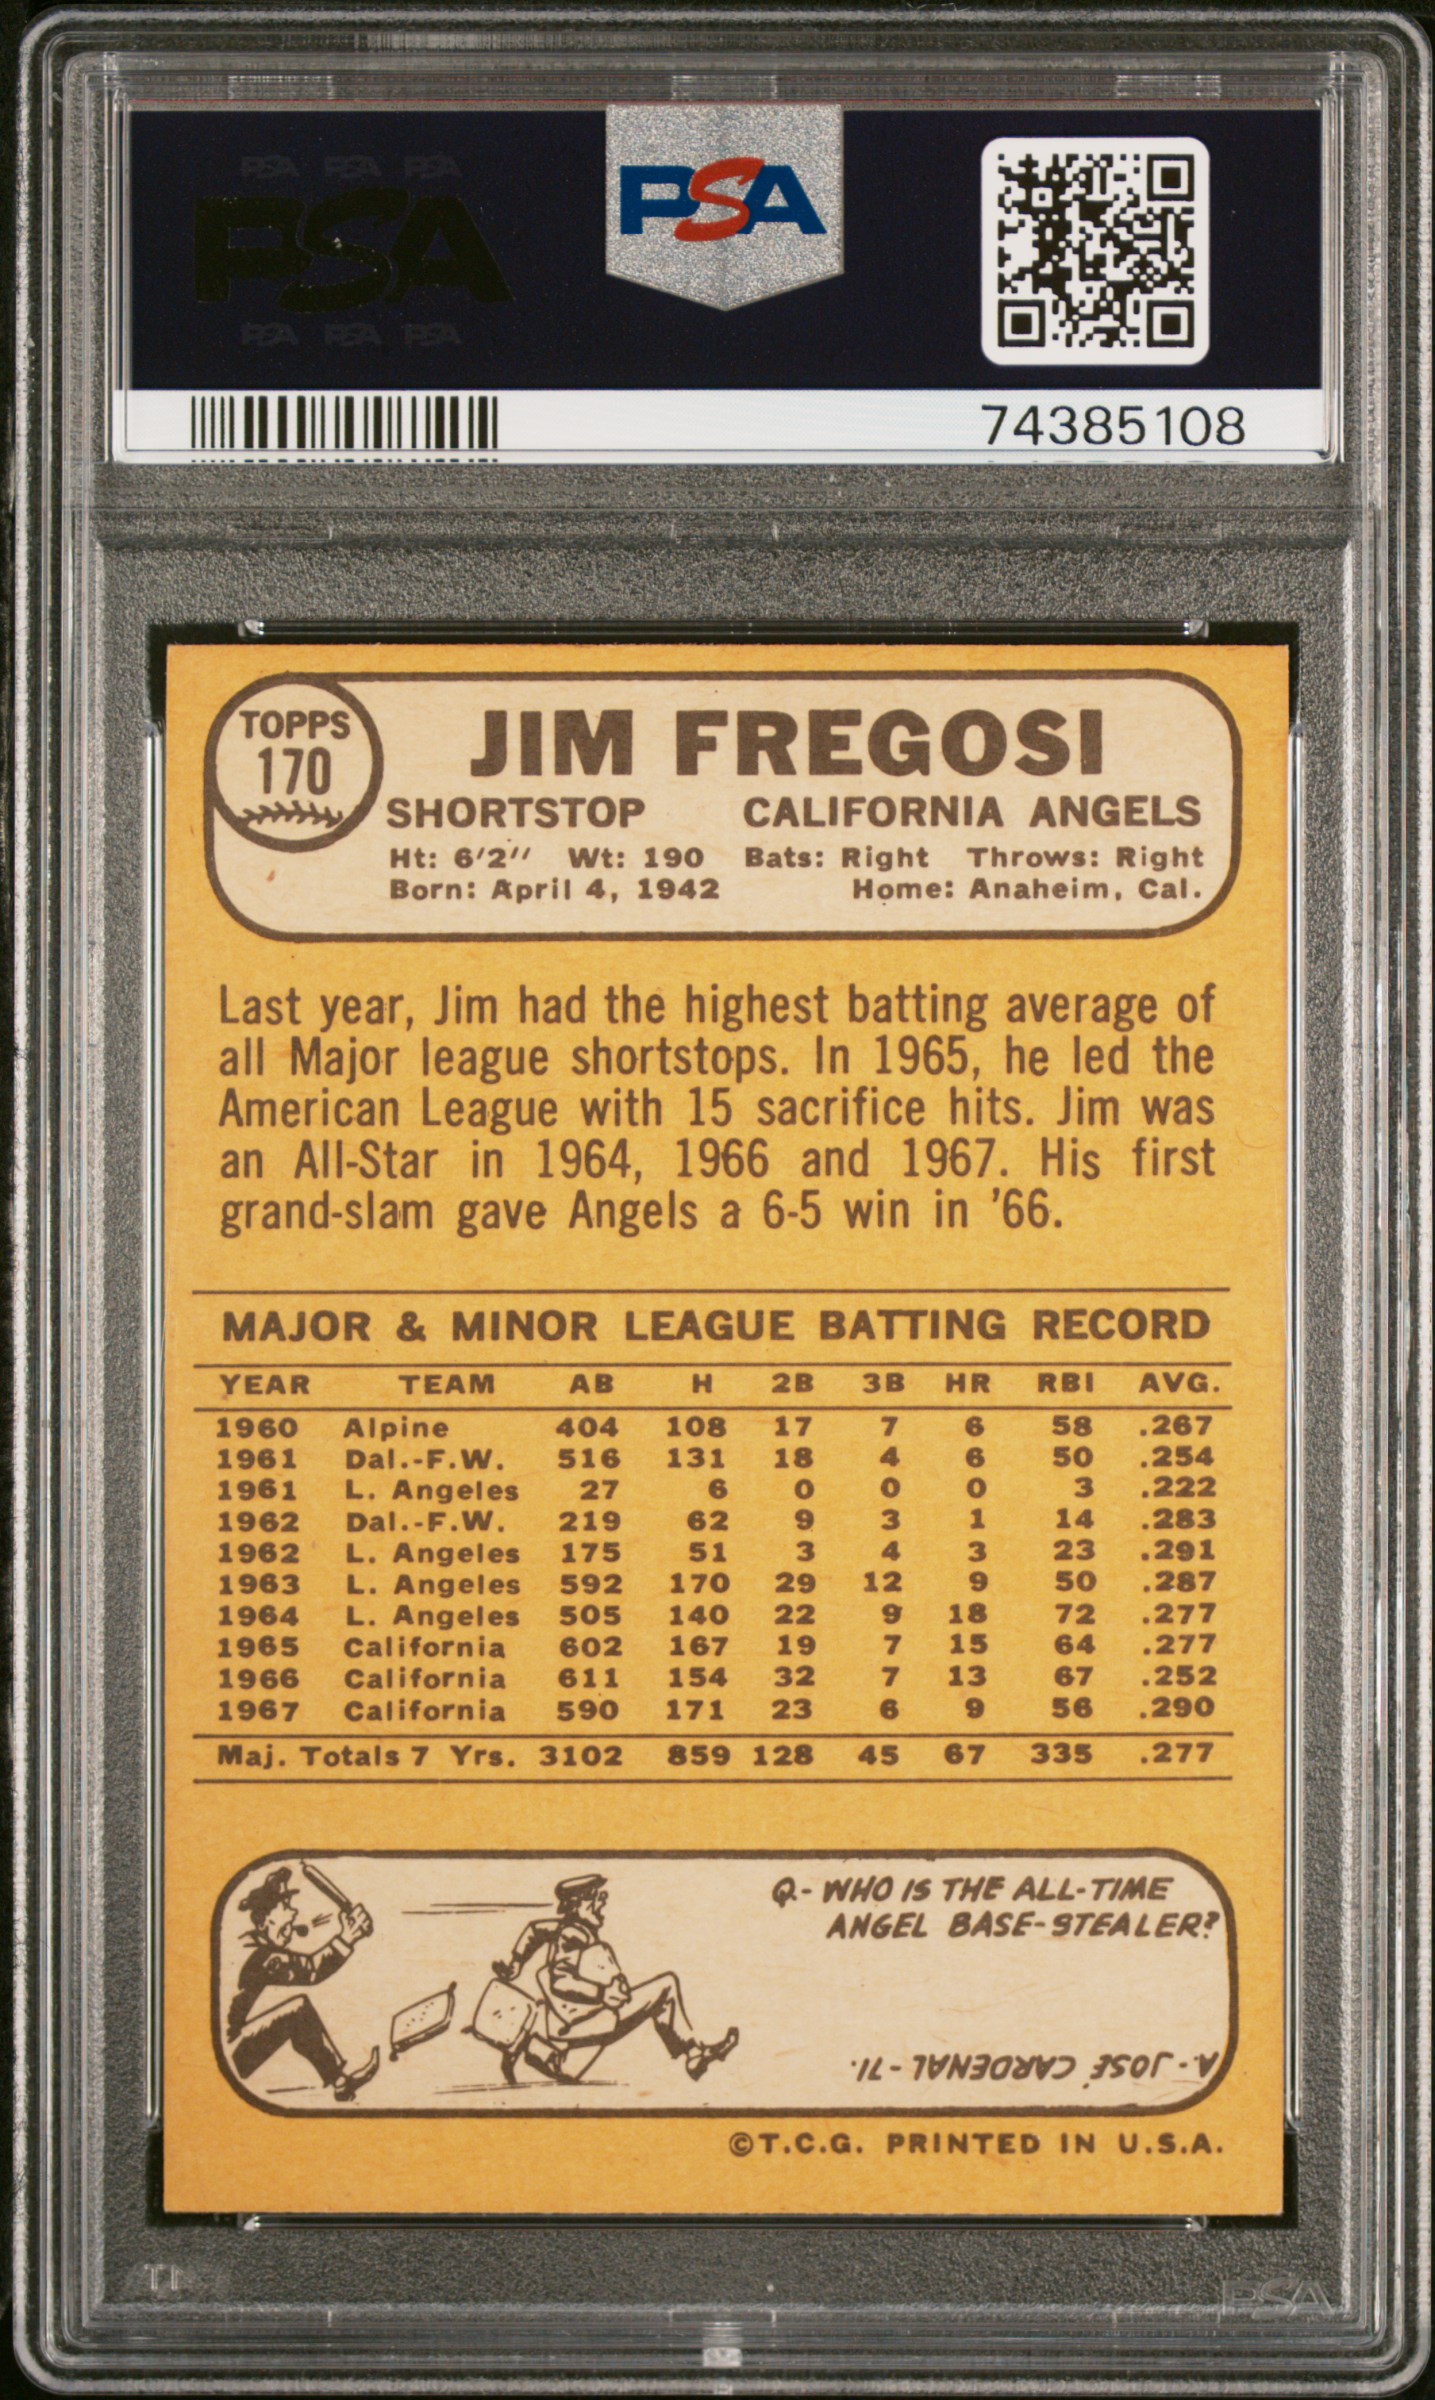 PSA PSA PSA
PSA
PSA PSA PSA
PSA
74385108
TOPPS
170
JIM FREGOSI
SHORTSTOP CALIFORNIA ANGELS
Ht: 6'2" Wt: 190 Bats: Right Throws: Right
Born: April 4, 1942 Home: Anaheim, Cal.
Last year, Jim had the highest batting average of
all Major league shortstops. In 1965, he led the
American League with 15 sacrifice hits. Jim was
an All-Star in 1964, 1966 and 1967. His first
grand-slam gave Angels a 6-5 win in '66.
MAJOR & MINOR LEAGUE BATTING RECORD
YEAR TEAM AB H 2B 3B HR RBI AVG.
1960 Alpine 404 108 17 7 6 58 .267
1961 Dal.-F.W. 516 131 18 4 6 50 .254
1961 L. Angeles 27 6 0 0 0 3 .222
1962 Dal.-F.W. 219 62 9 3 1 14 .283
1962 L. Angeles 175 51 3 4 3 23 .291
1963 L. Angeles 592 170 29 12 9 50 .287
1964 L. Angeles 505 140 22 9 18 72 .277
1965 California 602 167 19 7 15 64 .277
1966 California 611 154 32 7 13 67 .252
1967 California 590 171 23 6 9 56 .290
Maj. Totals 7 Yrs. 3102 859 128 45 67 335 .277
Q- WHO IS THE ALL-TIME
ANGEL BASE-STEALER?
A- JOSÉ CARDENAL - 71.
©T.C.G. PRINTED IN U.S.A.
PSA